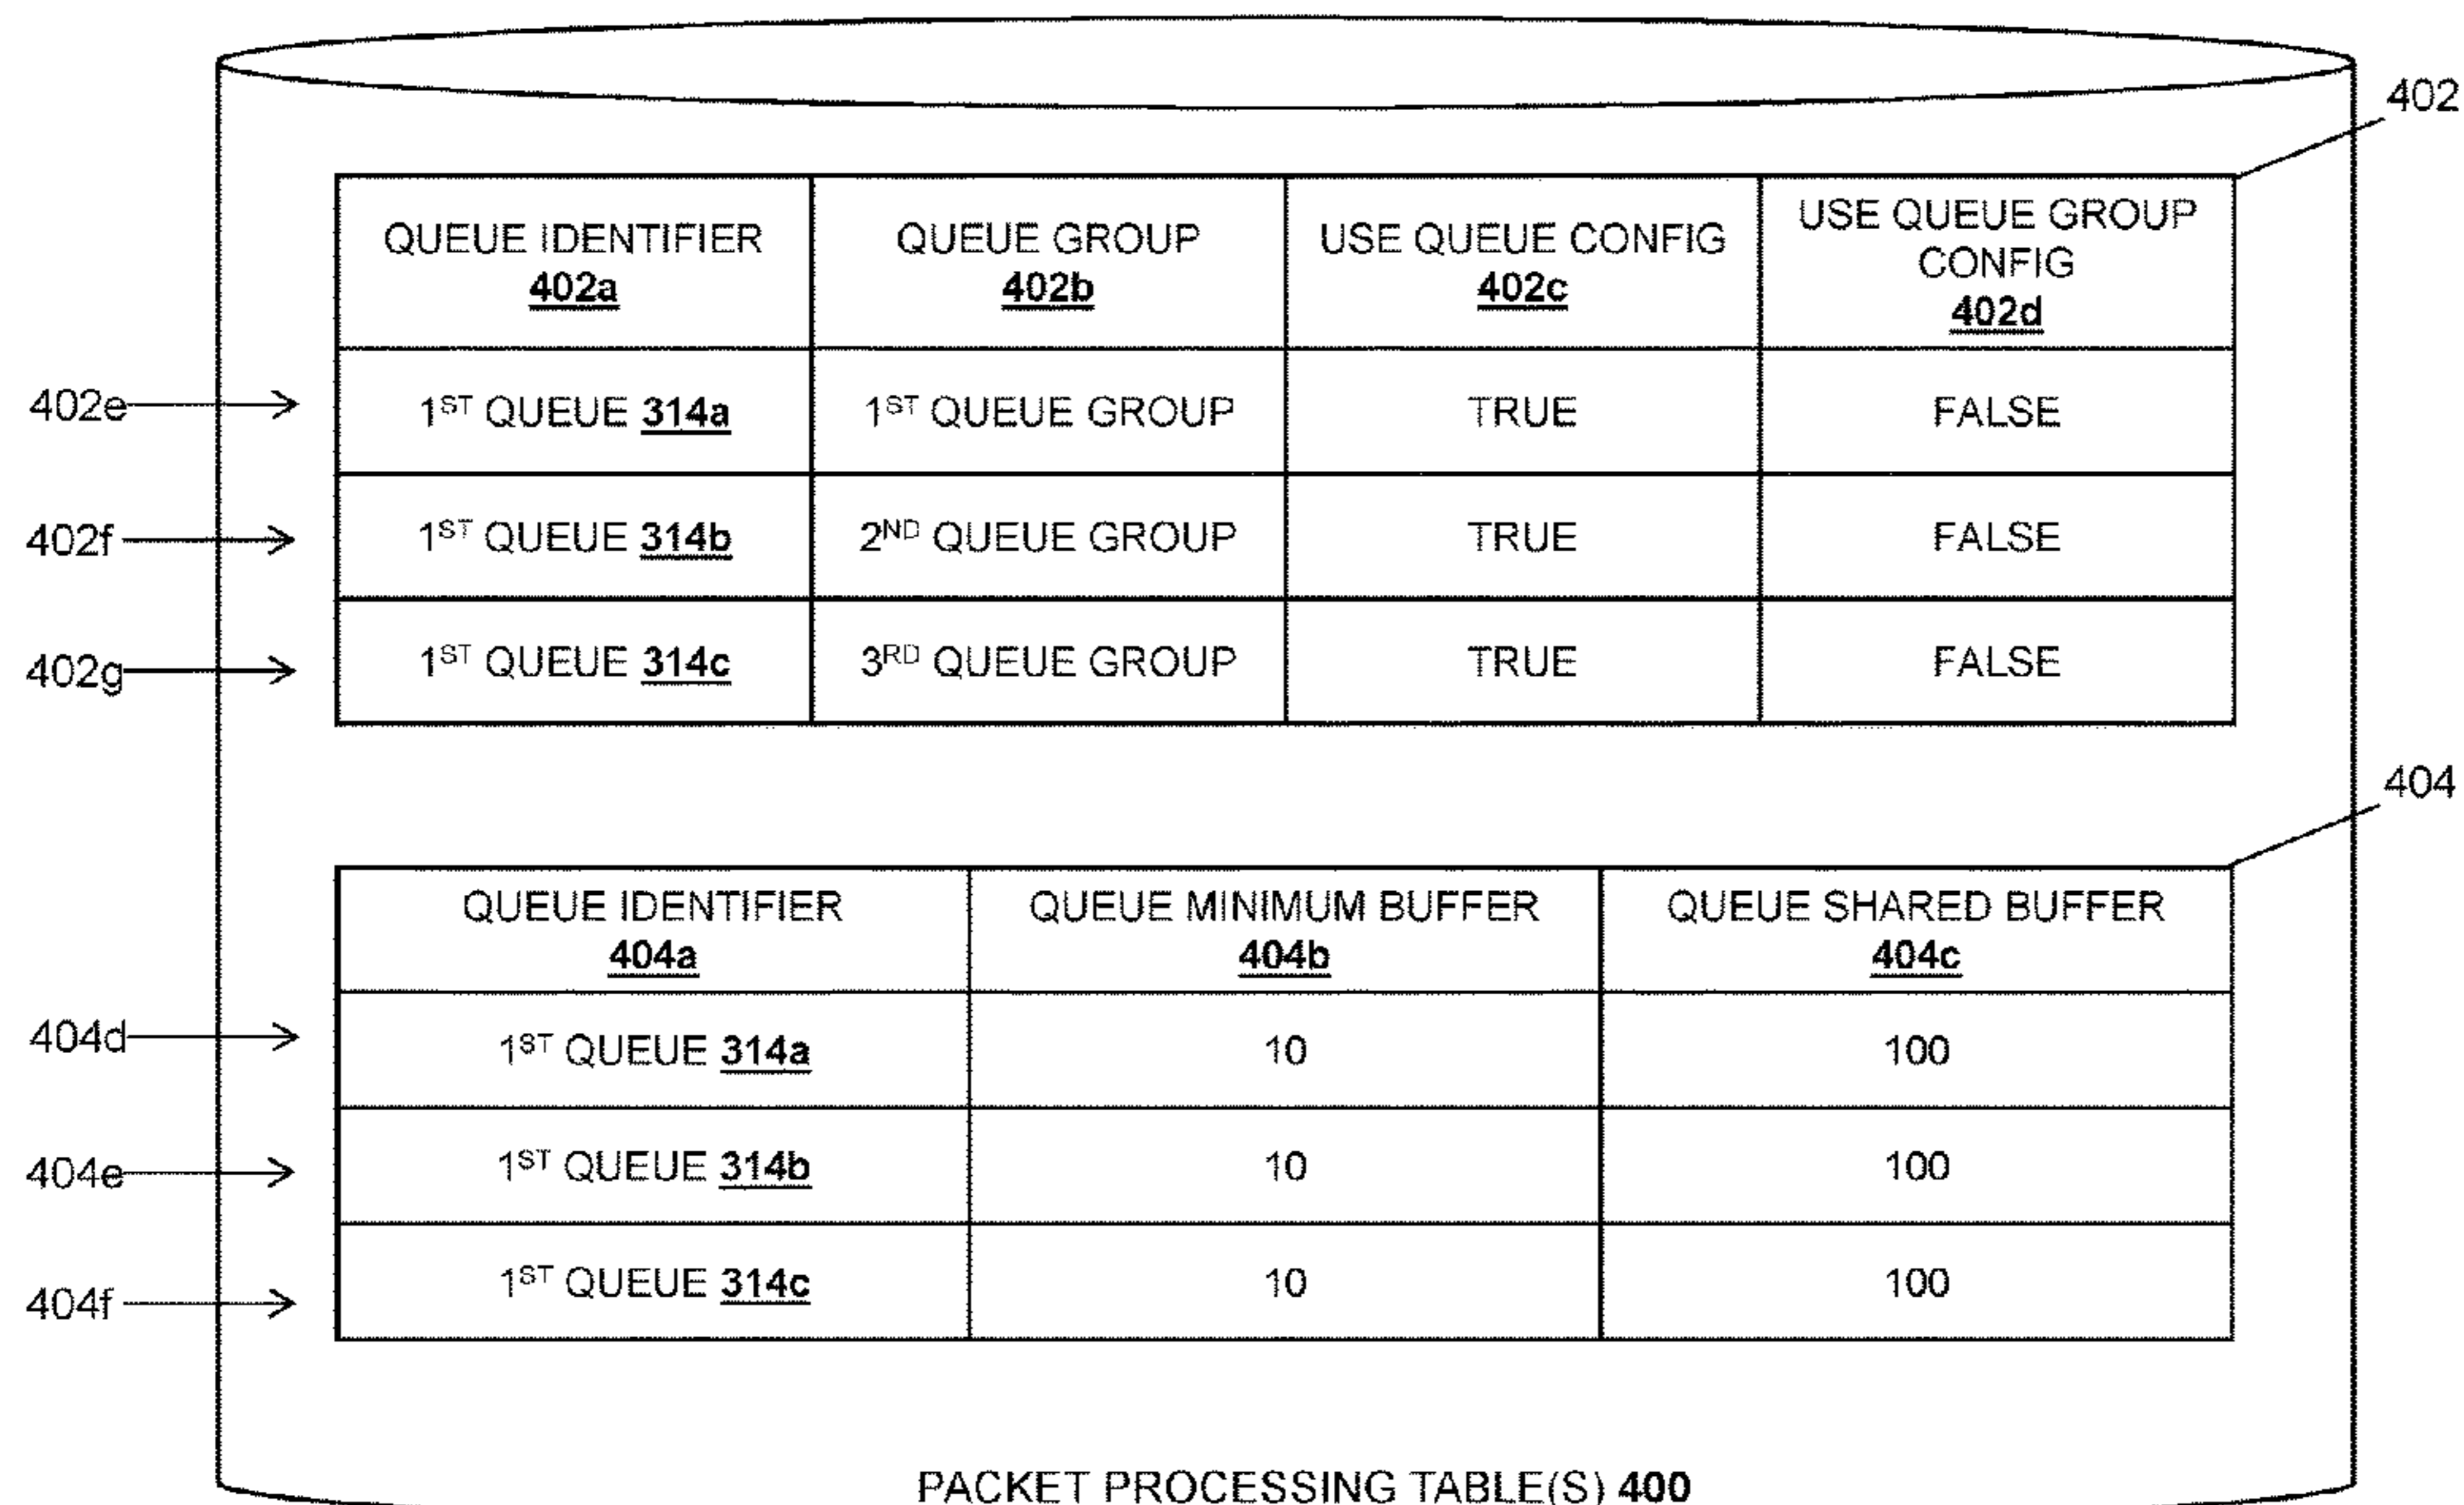 402
QUEUE IDENTIFIER
402a
QUEUE GROUP
402b
USE QUEUE CONFIG
402c
USE QUEUE GROUP
CONFIG
402d
402e
1ST QUEUE 314a
1ST QUEUE GROUP
TRUE
FALSE
402f
1ST QUEUE 314b
2ND QUEUE GROUP
TRUE
FALSE
402g
1ST QUEUE 314c
3RD QUEUE GROUP
TRUE
FALSE
404
QUEUE IDENTIFIER
404a
QUEUE MINIMUM BUFFER
404b
QUEUE SHARED BUFFER
404c
404d
1ST QUEUE 314a
10
100
404e
1ST QUEUE 314b
10
100
404f
1ST QUEUE 314c
10
100
PACKET PROCESSING TABLE(S) 400